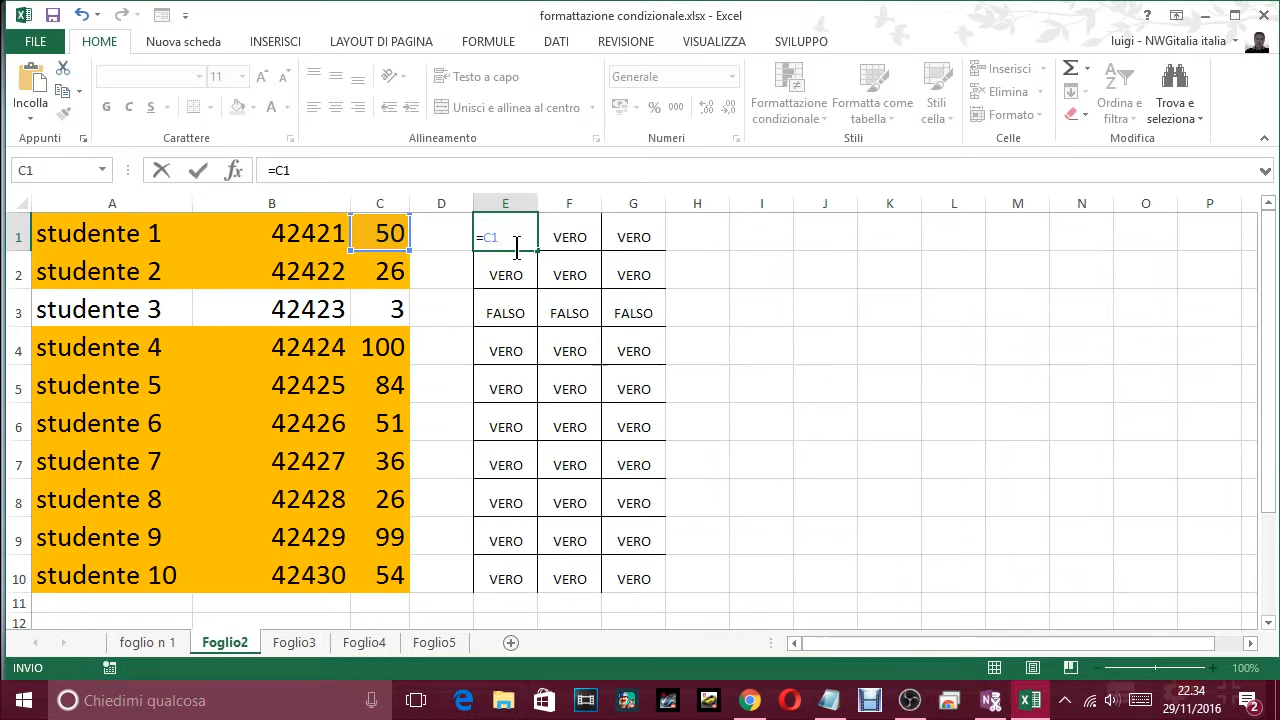 formattazione condizionale.xlsx - Excel
FILE HOME Nuova scheda INSERISCI LAYOUT DI PAGINA FORMULE DATI REVISIONE VISUALIZZA SVILUPPO luigi - NWGitalia italia
Incolla
Appunti
11
G C S
A A
A
Carattere
Testo a capo
Unisci e allinea al centro
Allineamento
Generale
% 000
Numeri
Formattazione condizionale
Formatta come tabella
Stili cella
Stili
Inserisci
Elimina
Formato
Celle
Ordina e filtra
Trova e seleziona
Modifica
C1 fx =C1
A B C D E F G H I J K L M N O P
1 studente 1 42421 50 =C1 VERO VERO
2 studente 2 42422 26 VERO VERO VERO
3 studente 3 42423 3 FALSO FALSO FALSO
4 studente 4 42424 100 VERO VERO VERO
5 studente 5 42425 84 VERO VERO VERO
6 studente 6 42426 51 VERO VERO VERO
7 studente 7 42427 36 VERO VERO VERO
8 studente 8 42428 26 VERO VERO VERO
9 studente 9 42429 99 VERO VERO VERO
10 studente 10 42430 54 VERO VERO VERO
11
12
foglio n 1 Foglio2 Foglio3 Foglio4 Foglio5
INVIO 100%
Chiedimi qualcosa
22.34
29/11/2016
2